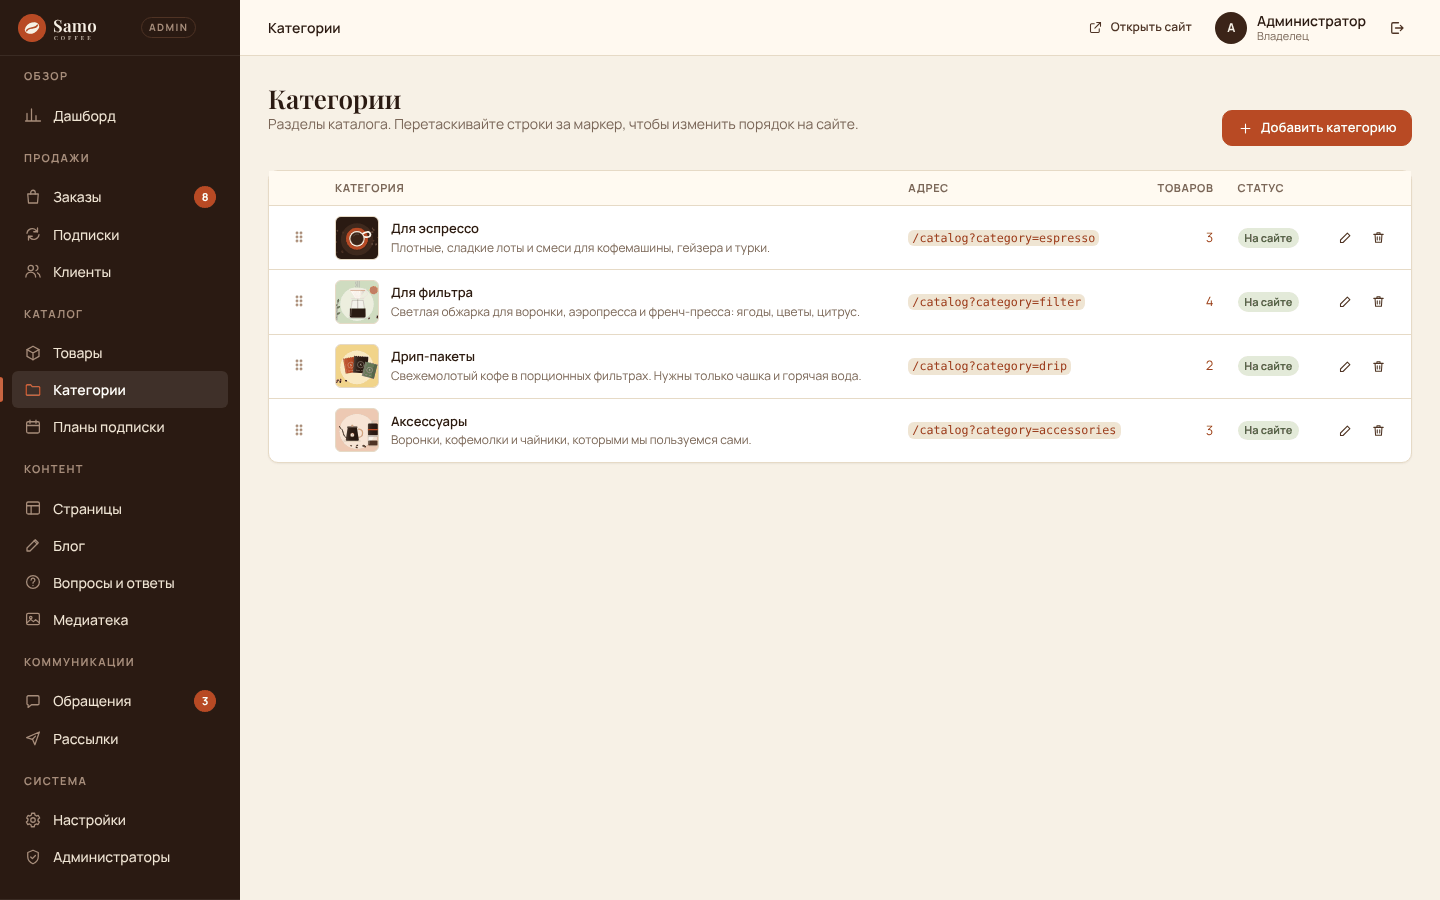 Samo
COFFEE
ADMIN
ОБЗОР
Дашборд
ПРОДАЖИ
Заказы 8
Подписки
Клиенты
КАТАЛОГ
Товары
Категории
Планы подписки
КОНТЕНТ
Страницы
Блог
Вопросы и ответы
Медиатека
КОММУНИКАЦИИ
Обращения 3
Рассылки
СИСТЕМА
Настройки
Администраторы
Категории
Открыть сайт
А
Администратор
Владелец
Категории
Разделы каталога. Перетаскивайте строки за маркер, чтобы изменить порядок на сайте.
Добавить категорию
КАТЕГОРИЯ АДРЕС ТОВАРОВ СТАТУС
Для эспрессо
Плотные, сладкие лоты и смеси для кофемашины, гейзера и турки.
/catalog?category=espresso 3 На сайте
Для фильтра
Светлая обжарка для воронки, аэропресса и френч-пресса: ягоды, цветы, цитрус.
/catalog?category=filter 4 На сайте
Дрип-пакеты
Свежемолотый кофе в порционных фильтрах. Нужны только чашка и горячая вода.
/catalog?category=drip 2 На сайте
Аксессуары
Воронки, кофемолки и чайники, которыми мы пользуемся сами.
/catalog?category=accessories 3 На сайте